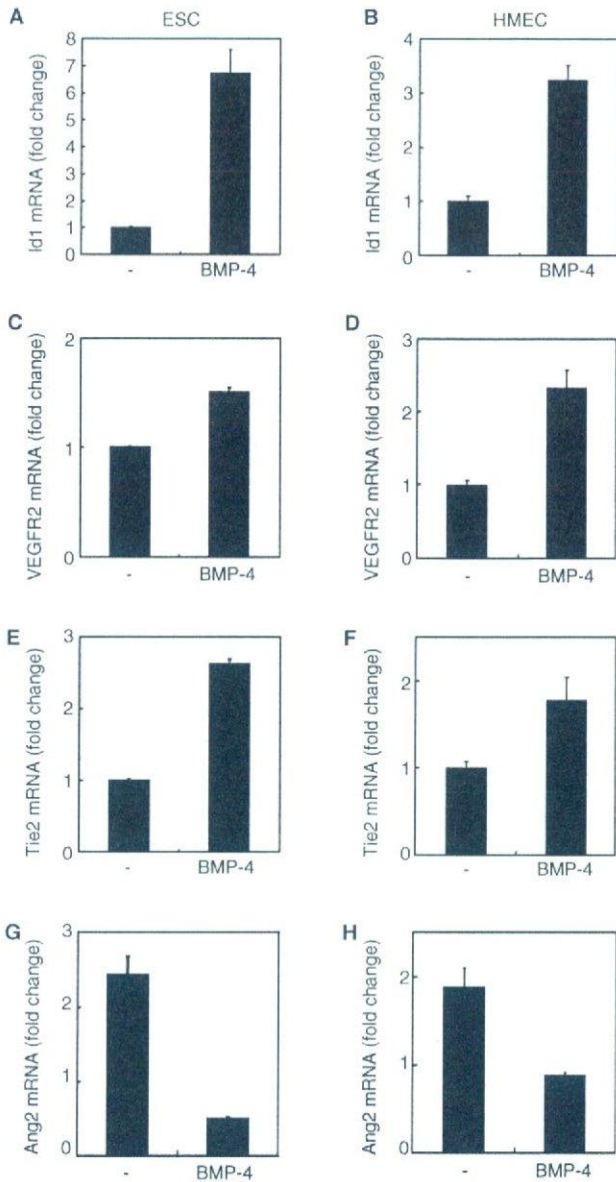 A
ESC
Id1 mRNA (fold change)
8
7
6
5
4
3
2
1
0
-
BMP-4
B
HMEC
Id1 mRNA (fold change)
4
3
2
1
0
-
BMP-4
C
VEGFR2 mRNA (fold change)
2
1
0
-
BMP-4
D
VEGFR2 mRNA (fold change)
3
2
1
0
-
BMP-4
E
Tie2 mRNA (fold change)
3
2
1
0
-
BMP-4
F
Tie2 mRNA (fold change)
2
1
0
-
BMP-4
G
Ang2 mRNA (fold change)
3
2
1
0
-
BMP-4
H
Ang2 mRNA (fold change)
2
1
0
-
BMP-4